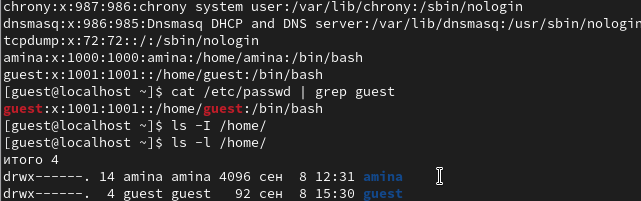 chrony:x:987:986:chrony system user:/var/lib/chrony:/sbin/nologin
dnsmasq:x:986:985:Dnsmasq DHCP and DNS server:/var/lib/dnsmasq:/usr/sbin/nologin
tcpdump:x:72:72::/:/sbin/nologin
amina:x:1000:1000:amina:/home/amina:/bin/bash
guest:x:1001:1001::/home/guest:/bin/bash
[guest@localhost ~]$ cat /etc/passwd | grep guest
guest:x:1001:1001::/home/guest:/bin/bash
[guest@localhost ~]$ ls -I /home/
[guest@localhost ~]$ ls -l /home/
итого 4
drwx------. 14 amina amina 4096 сен  8 12:31 amina
drwx------.  4 guest guest   92 сен  8 15:30 guest